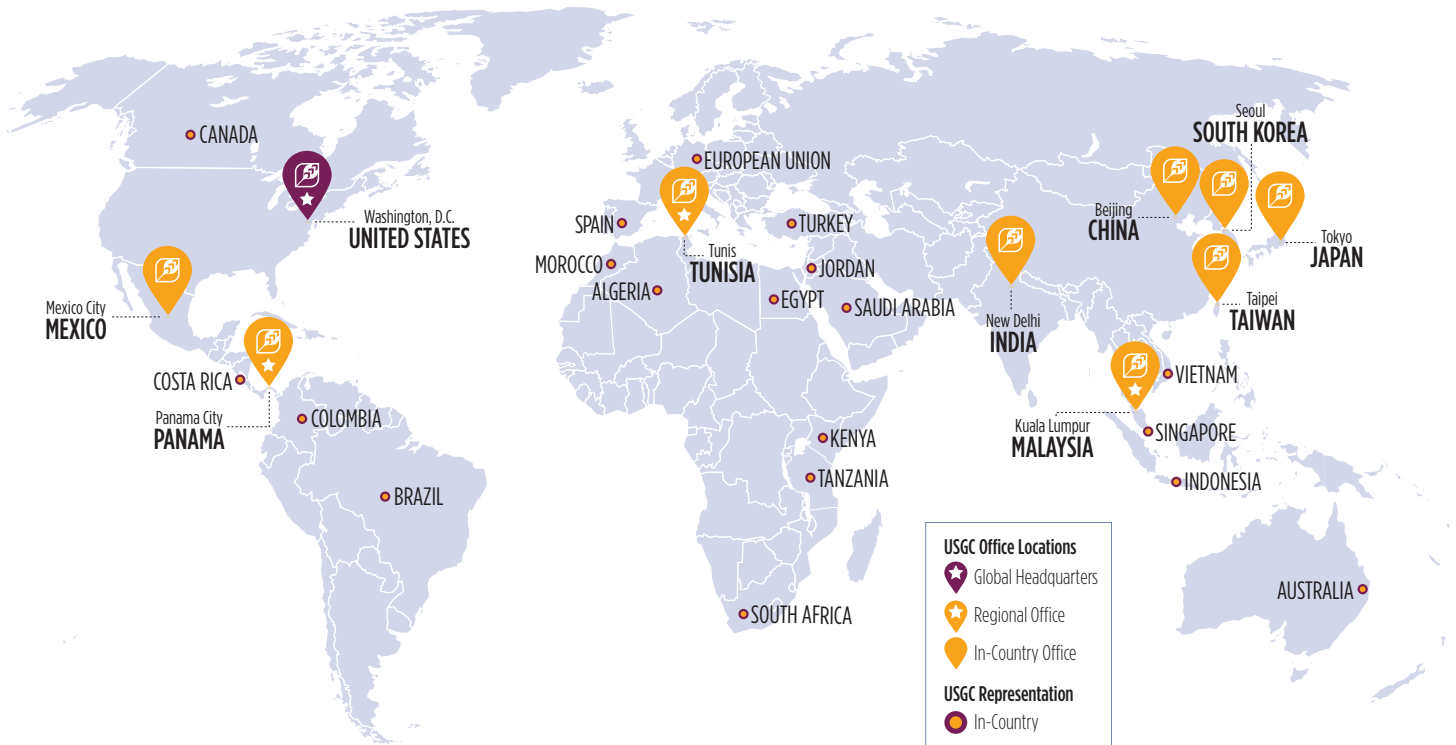 CANADA
Washington, D.C.
UNITED STATES
Mexico City
MEXICO
COSTA RICA
Panama City
PANAMA
COLOMBIA
BRAZIL
EUROPEAN UNION
SPAIN
TURKEY
MOROCCO
Tunis
TUNISIA
JORDAN
ALGERIA
EGYPT
SAUDI ARABIA
KENYA
TANZANIA
SOUTH AFRICA
Seoul
SOUTH KOREA
Beijing
CHINA
Tokyo
JAPAN
New Delhi
INDIA
Taipei
TAIWAN
VIETNAM
Kuala Lumpur
MALAYSIA
SINGAPORE
INDONESIA
AUSTRALIA
USGC Office Locations
Global Headquarters
Regional Office
In-Country Office
USGC Representation
In-Country